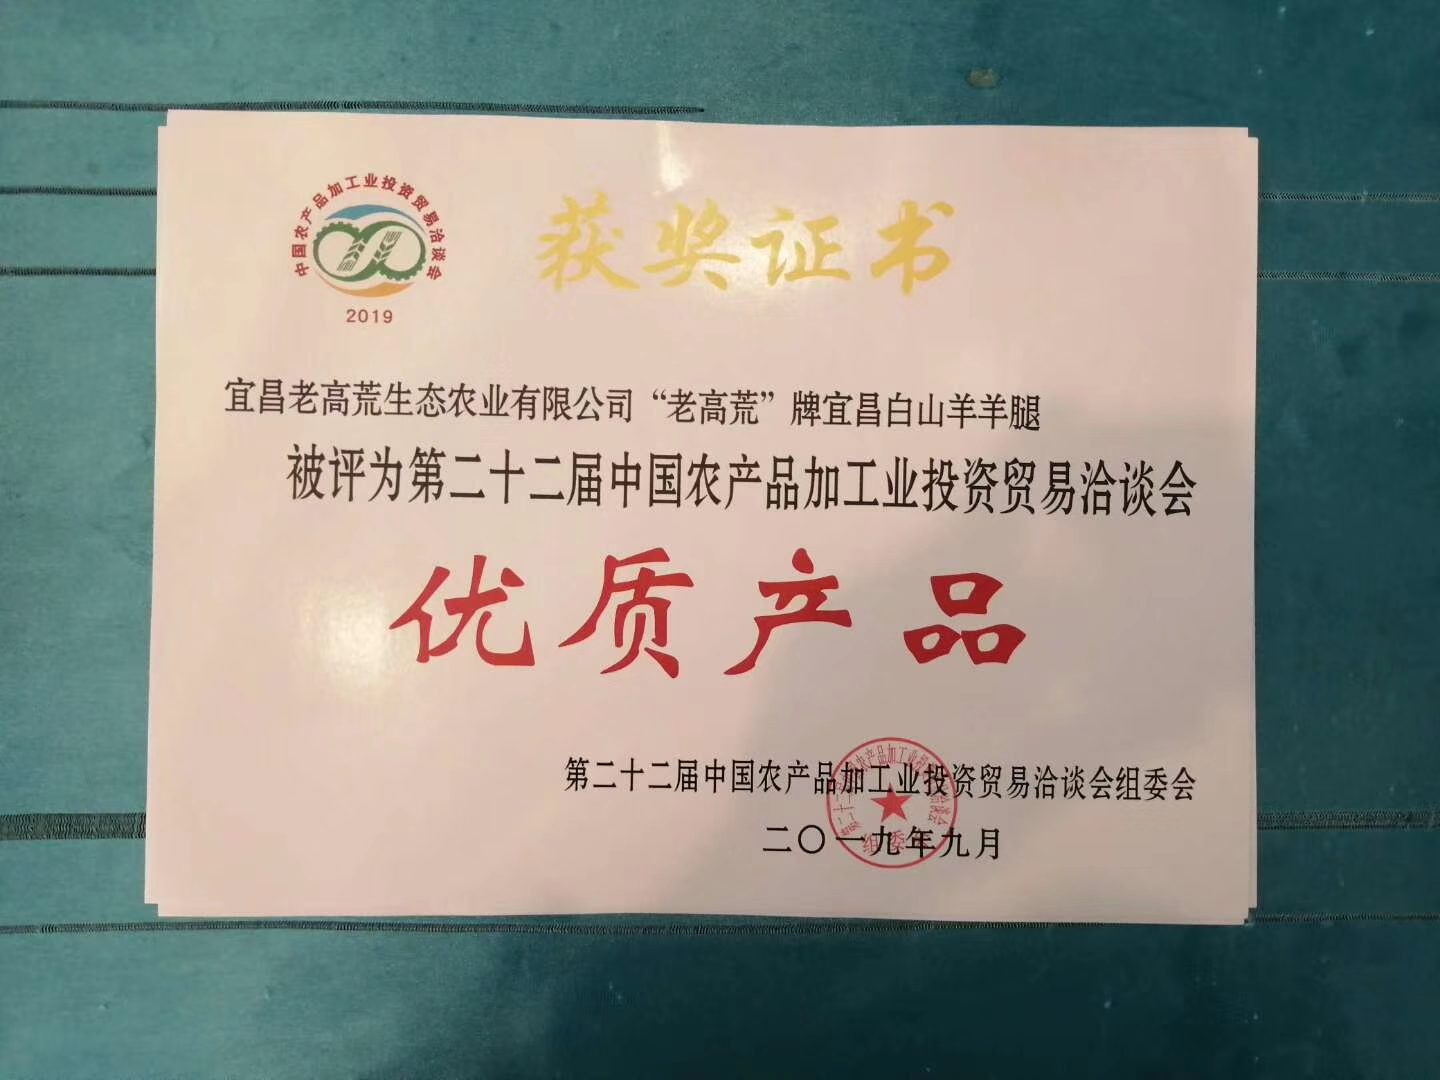 中国农产品加工业投资贸易洽谈会
2019
获奖证书
宜昌老高荒生态农业有限公司“老高荒”牌宜昌白山羊羊腿
被评为第二十二届中国农产品加工业投资贸易洽谈会
优质产品
第二十二届中国农产品加工业投资贸易洽谈会组委会
二〇一九年九月